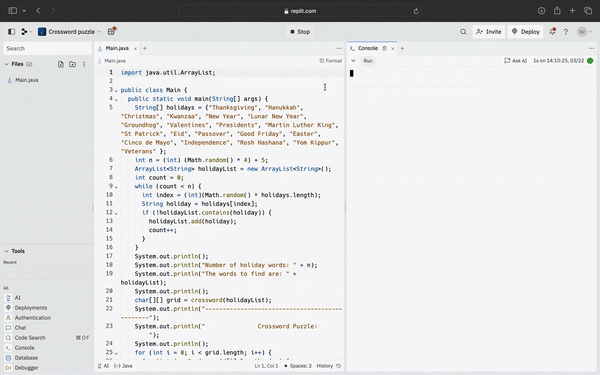 replit.com
Crossword puzzle
Stop
Invite
Deploy
Search
Files
Main.java
Main.java
Main.java
Format
Console
Run
Ask AI
1s on 14:10:25, 03/22
1 import java.util.ArrayList;
2
3 public class Main {
4 public static void main(String[] args) {
5 String[] holidays = {"Thanksgiving", "Hanukkah",
"Christmas", "Kwanzaa", "New Year", "Lunar New Year",
"Groundhog", "Valentines", "Presidents", "Martin Luther King",
"St Patrick", "Eid", "Passover", "Good Friday", "Easter",
"Cinco de Mayo", "Independence", "Rosh Hashana", "Yom Kippur",
"Veterans" };
6 int n = (int) (Math.random() * 4) + 5;
7 ArrayList<String> holidayList = new ArrayList<String>();
8 int count = 0;
9 while (count < n) {
10 int index = (int)(Math.random() * holidays.length);
11 String holiday = holidays[index];
12 if (!holidayList.contains(holiday)) {
13 holidayList.add(holiday);
14 count++;
15 }
16 }
17 System.out.println();
18 System.out.println("Number of holiday words: " + n);
19 System.out.println("The words to find are: " +
holidayList);
20 System.out.println();
21 char[][] grid = crossword(holidayList);
22 System.out.println("--------------------------------------
--------");
23 System.out.println(" Crossword Puzzle:
");
24 System.out.println();
25 for (int i = 0; i < grid.length; i++) {
Tools
Recent
All
AI
Deployments
Authentication
Chat
Code Search ⌘⇧F
Console
Database
Debugger
AI
Java
Ln 1, Col 1
Spaces: 2
History